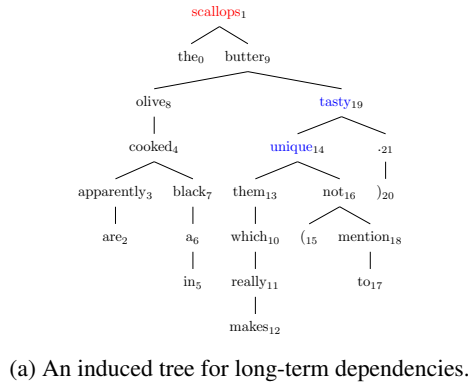 scallops₁
the₀ butter₉
olive₈ tasty₁₉
cooked₄ unique₁₄ .₂₁
apparently₃ black₇ them₁₃ not₁₆ )₂₀
are₂ a₆ which₁₀ (₁₅ mention₁₈
in₅ really₁₁ to₁₇
makes₁₂
(a) An induced tree for long-term dependencies.